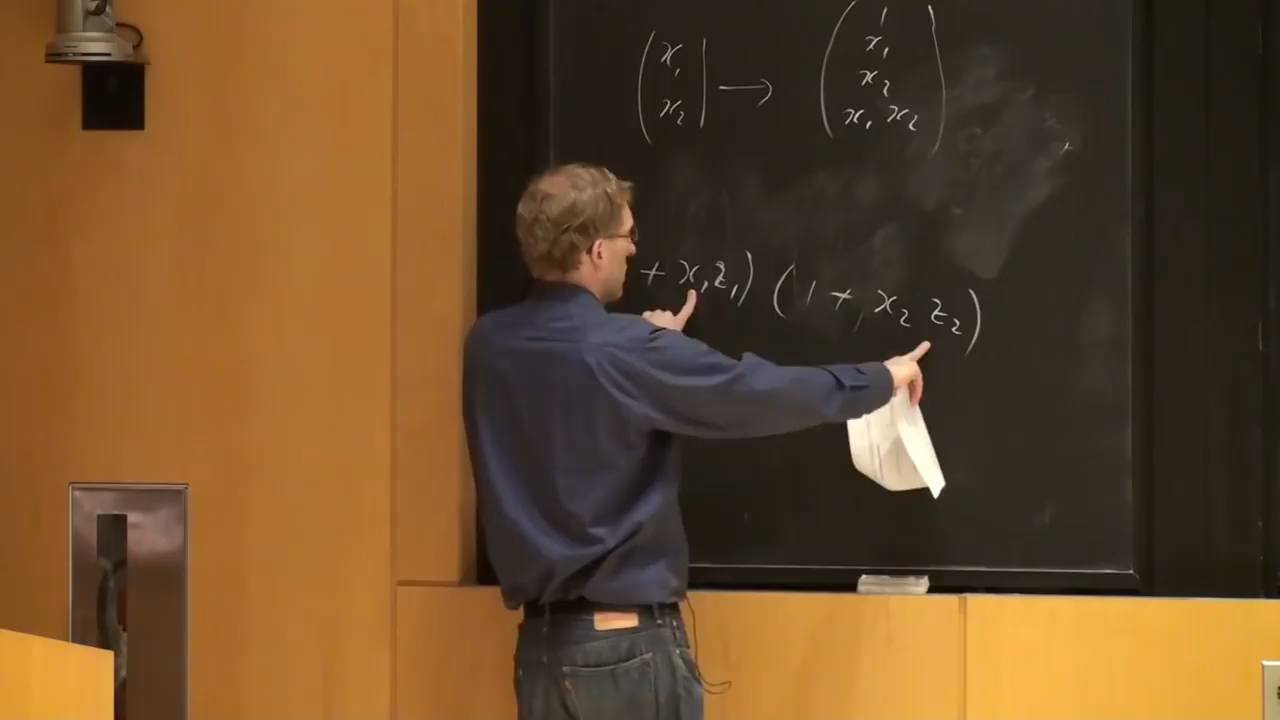 (x₁ x₂) → (1 x₁ x₂ x₁x₂)
+ x₁z₁) (1 + x₂ z₂)